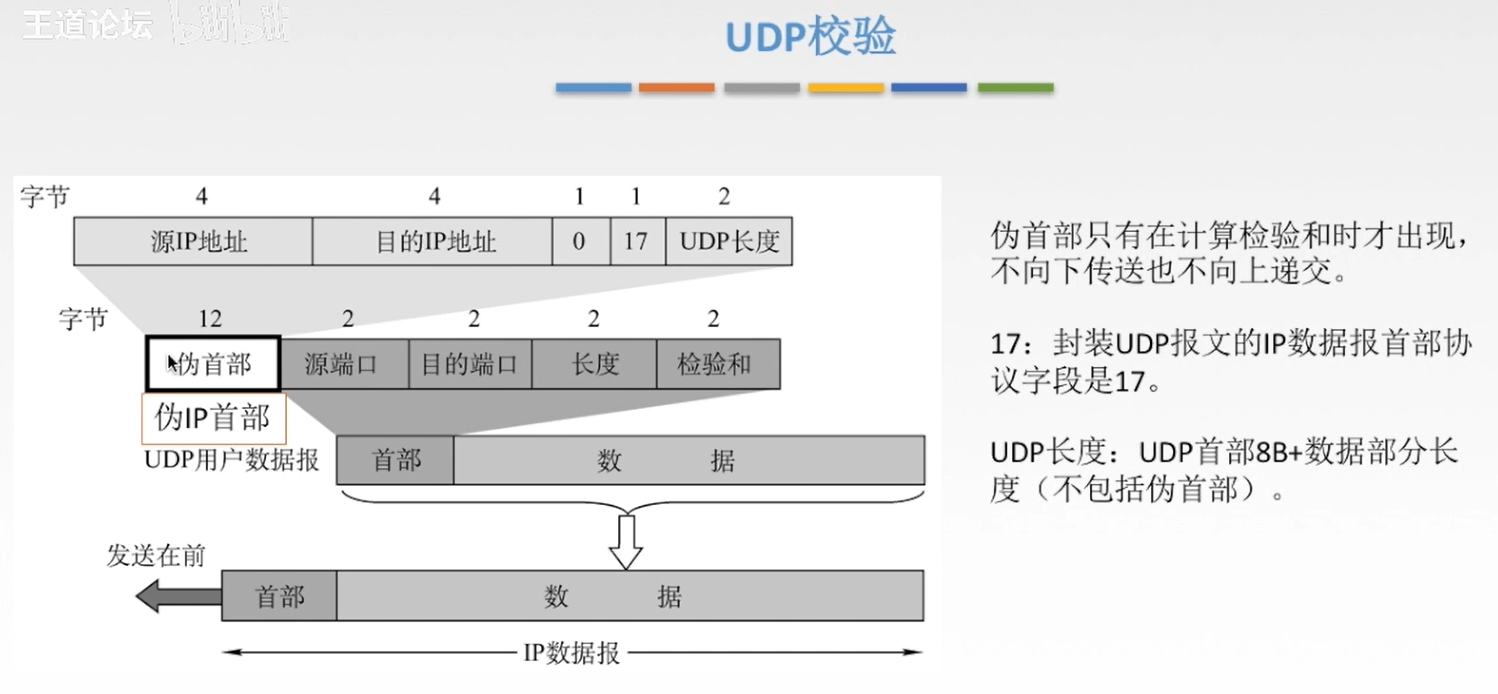 王道论坛 bilibili
UDP校验
字节 4 4 1 1 2
源IP地址 目的IP地址 0 17 UDP长度
字节 12 2 2 2 2
伪首部 源端口 目的端口 长度 检验和
伪IP首部
UDP用户数据报 首部 数 据
发送在前
首部 数 据
IP数据报
伪首部只有在计算检验和时才出现，
不向下传送也不向上递交。
17：封装UDP报文的IP数据报首部协
议字段是17。
UDP长度：UDP首部8B+数据部分长
度（不包括伪首部）。